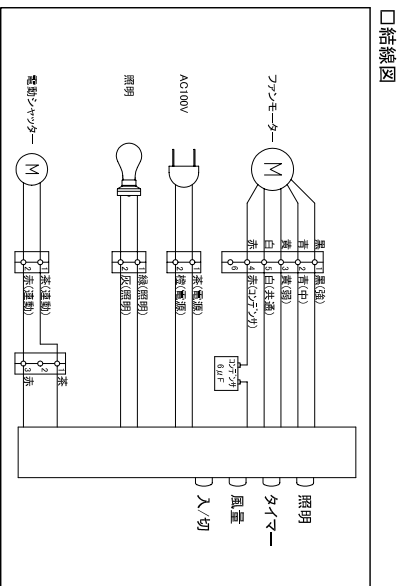 □結線図
ファンモーター
M
黒
青
黄
白
赤
1 黒(強)
2 青(中)
3 黄(弱)
5 白(共通)
4 赤(コンデンサ)
6
コンデンサ
6μF
AC100V
1 茶(電源)
2 橙(電源)
照明
1 緑(照明)
2 灰(照明)
電動シャッター
M
1 茶(連動)
2 赤(連動)
1 茶
2
3 赤
照明
タイマー
風量
入/切